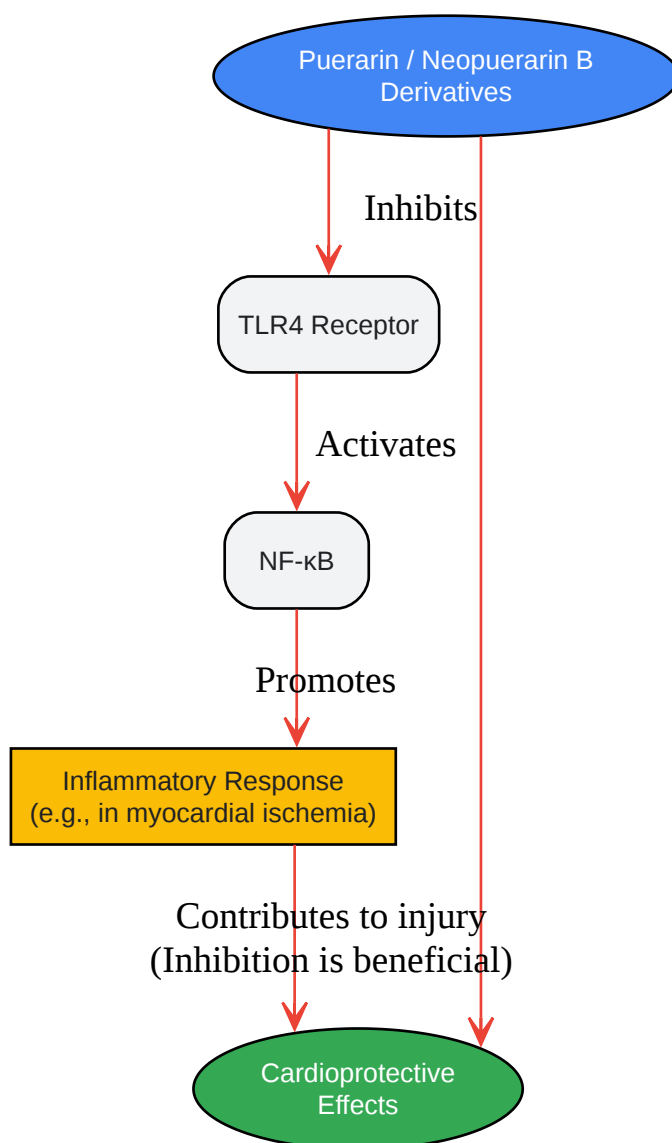 Puerarin / Neopuerarin B
Derivatives
Inhibits
TLR4 Receptor
Activates
NF-κB
Promotes
Inflammatory Response
(e.g., in myocardial ischemia)
Contributes to injury
(Inhibition is beneficial)
Cardioprotective
Effects